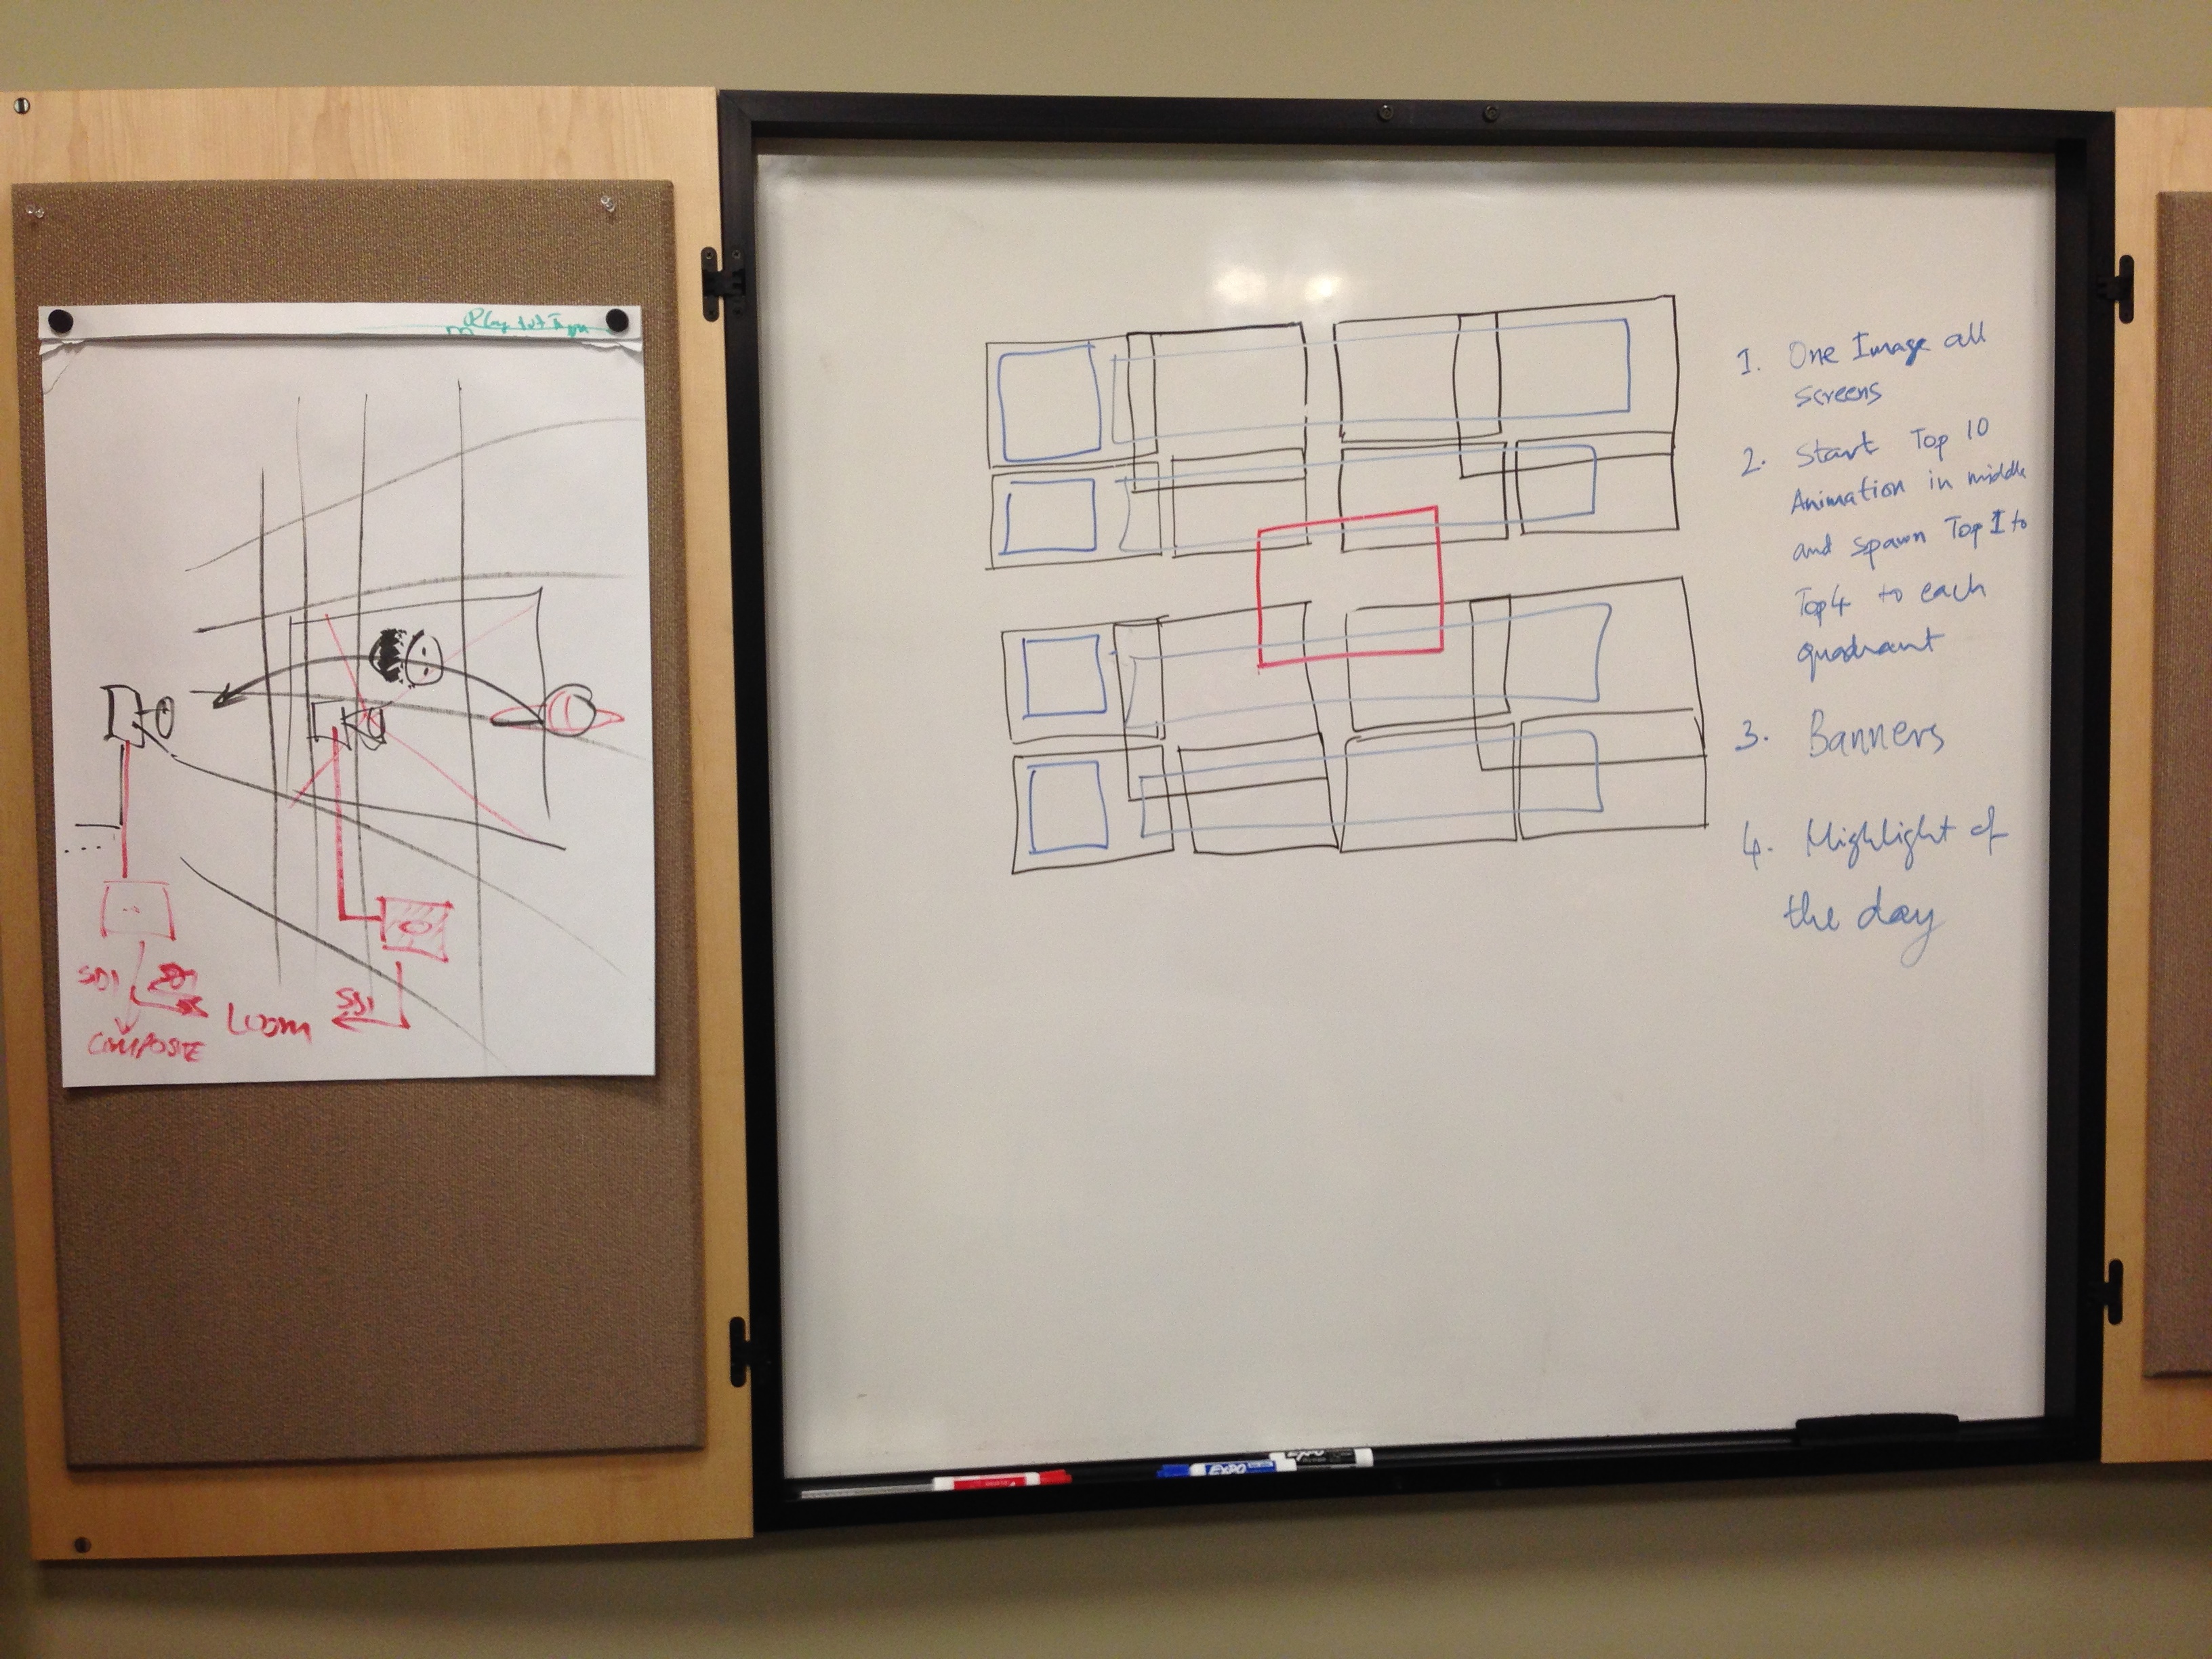 SDI
SDI
COMPOSITE
Loom
SDI
1. One Image all
screens
2. Start Top 10
Animation in middle
and spawn Top 1 to
Top4 to each
quadrant
3. Banners
4. Highlight of
the day
EXPO
EXPO